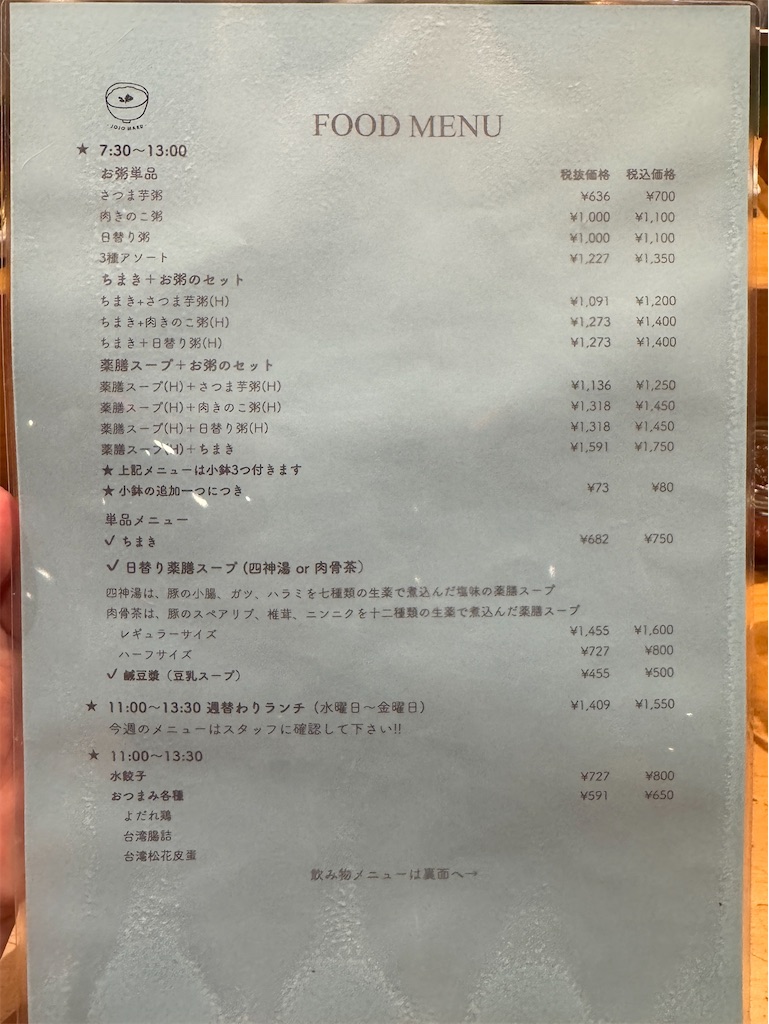 JOJO MARU
FOOD MENU
★ 7:30～13:00
お粥単品 税抜価格 税込価格
さつま芋粥 ¥636 ¥700
肉きのこ粥 ¥1,000 ¥1,100
日替り粥 ¥1,000 ¥1,100
3種アソート ¥1,227 ¥1,350
ちまき＋お粥のセット
ちまき+さつま芋粥(H) ¥1,091 ¥1,200
ちまき+肉きのこ粥(H) ¥1,273 ¥1,400
ちまき＋日替り粥(H) ¥1,273 ¥1,400
薬膳スープ＋お粥のセット
薬膳スープ(H)＋さつま芋粥(H) ¥1,136 ¥1,250
薬膳スープ(H)＋肉きのこ粥(H) ¥1,318 ¥1,450
薬膳スープ(H)＋日替り粥(H) ¥1,318 ¥1,450
薬膳スープ(H)＋ちまき ¥1,591 ¥1,750
★ 上記メニューは小鉢3つ付きます
★ 小鉢の追加一つにつき ¥73 ¥80
単品メニュー
✓ ちまき ¥682 ¥750
✓ 日替り薬膳スープ (四神湯 or 肉骨茶)
四神湯は、豚の小腸、ガツ、ハラミを七種類の生薬で煮込んだ塩味の薬膳スープ
肉骨茶は、豚のスペアリブ、椎茸、ニンニクを十二種類の生薬で煮込んだ薬膳スープ
レギュラーサイズ ¥1,455 ¥1,600
ハーフサイズ ¥727 ¥800
✓ 鹹豆漿（豆乳スープ） ¥455 ¥500
★ 11:00～13:30 週替わりランチ（水曜日～金曜日） ¥1,409 ¥1,550
今週のメニューはスタッフに確認して下さい!!
★ 11:00～13:30
水餃子 ¥727 ¥800
おつまみ各種 ¥591 ¥650
よだれ鶏
台湾腸詰
台湾松花皮蛋
飲み物メニューは裏面へ→